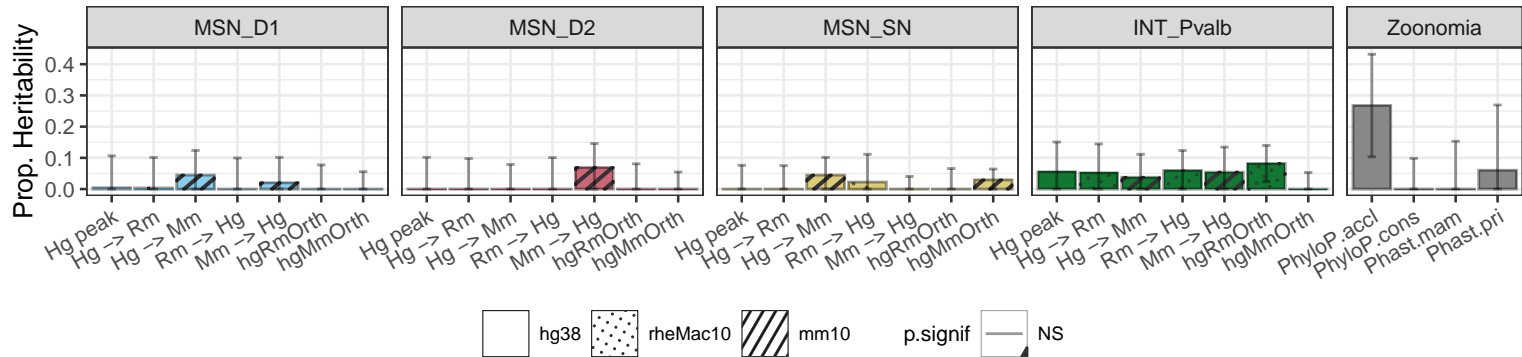 MSN_D1 MSN_D2 MSN_SN INT_Pvalb Zoonomia
Prop. Heritability
0.4
0.3
0.2
0.1
0.0
Hg peak Hg −> Rm Hg −> Mm Rm −> Hg Mm −> Hg hgRmOrth hgMmOrth Hg peak Hg −> Rm Hg −> Mm Rm −> Hg Mm −> Hg hgRmOrth hgMmOrth Hg peak Hg −> Rm Hg −> Mm Rm −> Hg Mm −> Hg hgRmOrth hgMmOrth Hg peak Hg −> Rm Hg −> Mm Rm −> Hg Mm −> Hg hgRmOrth hgMmOrth PhyloP.accl PhyloP.cons Phast.mam Phast.pri
hg38 rheMac10 mm10 p.signif NS